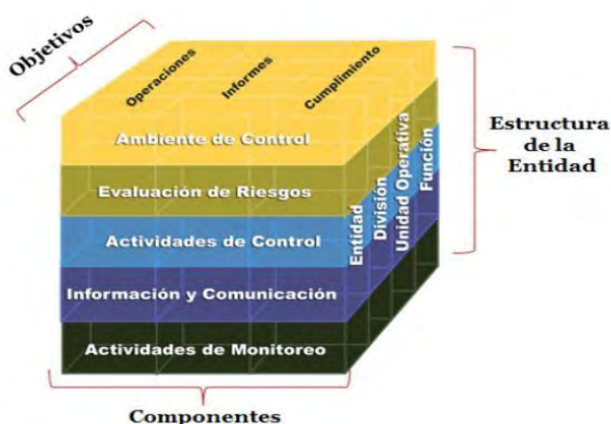 Objetivos
Operaciones
Informes
Cumplimiento
Ambiente de Control
Evaluación de Riesgos
Actividades de Control
Información y Comunicación
Actividades de Monitoreo
Entidad
División
Unidad Operativa
Función
Estructura
de la
Entidad
Componentes